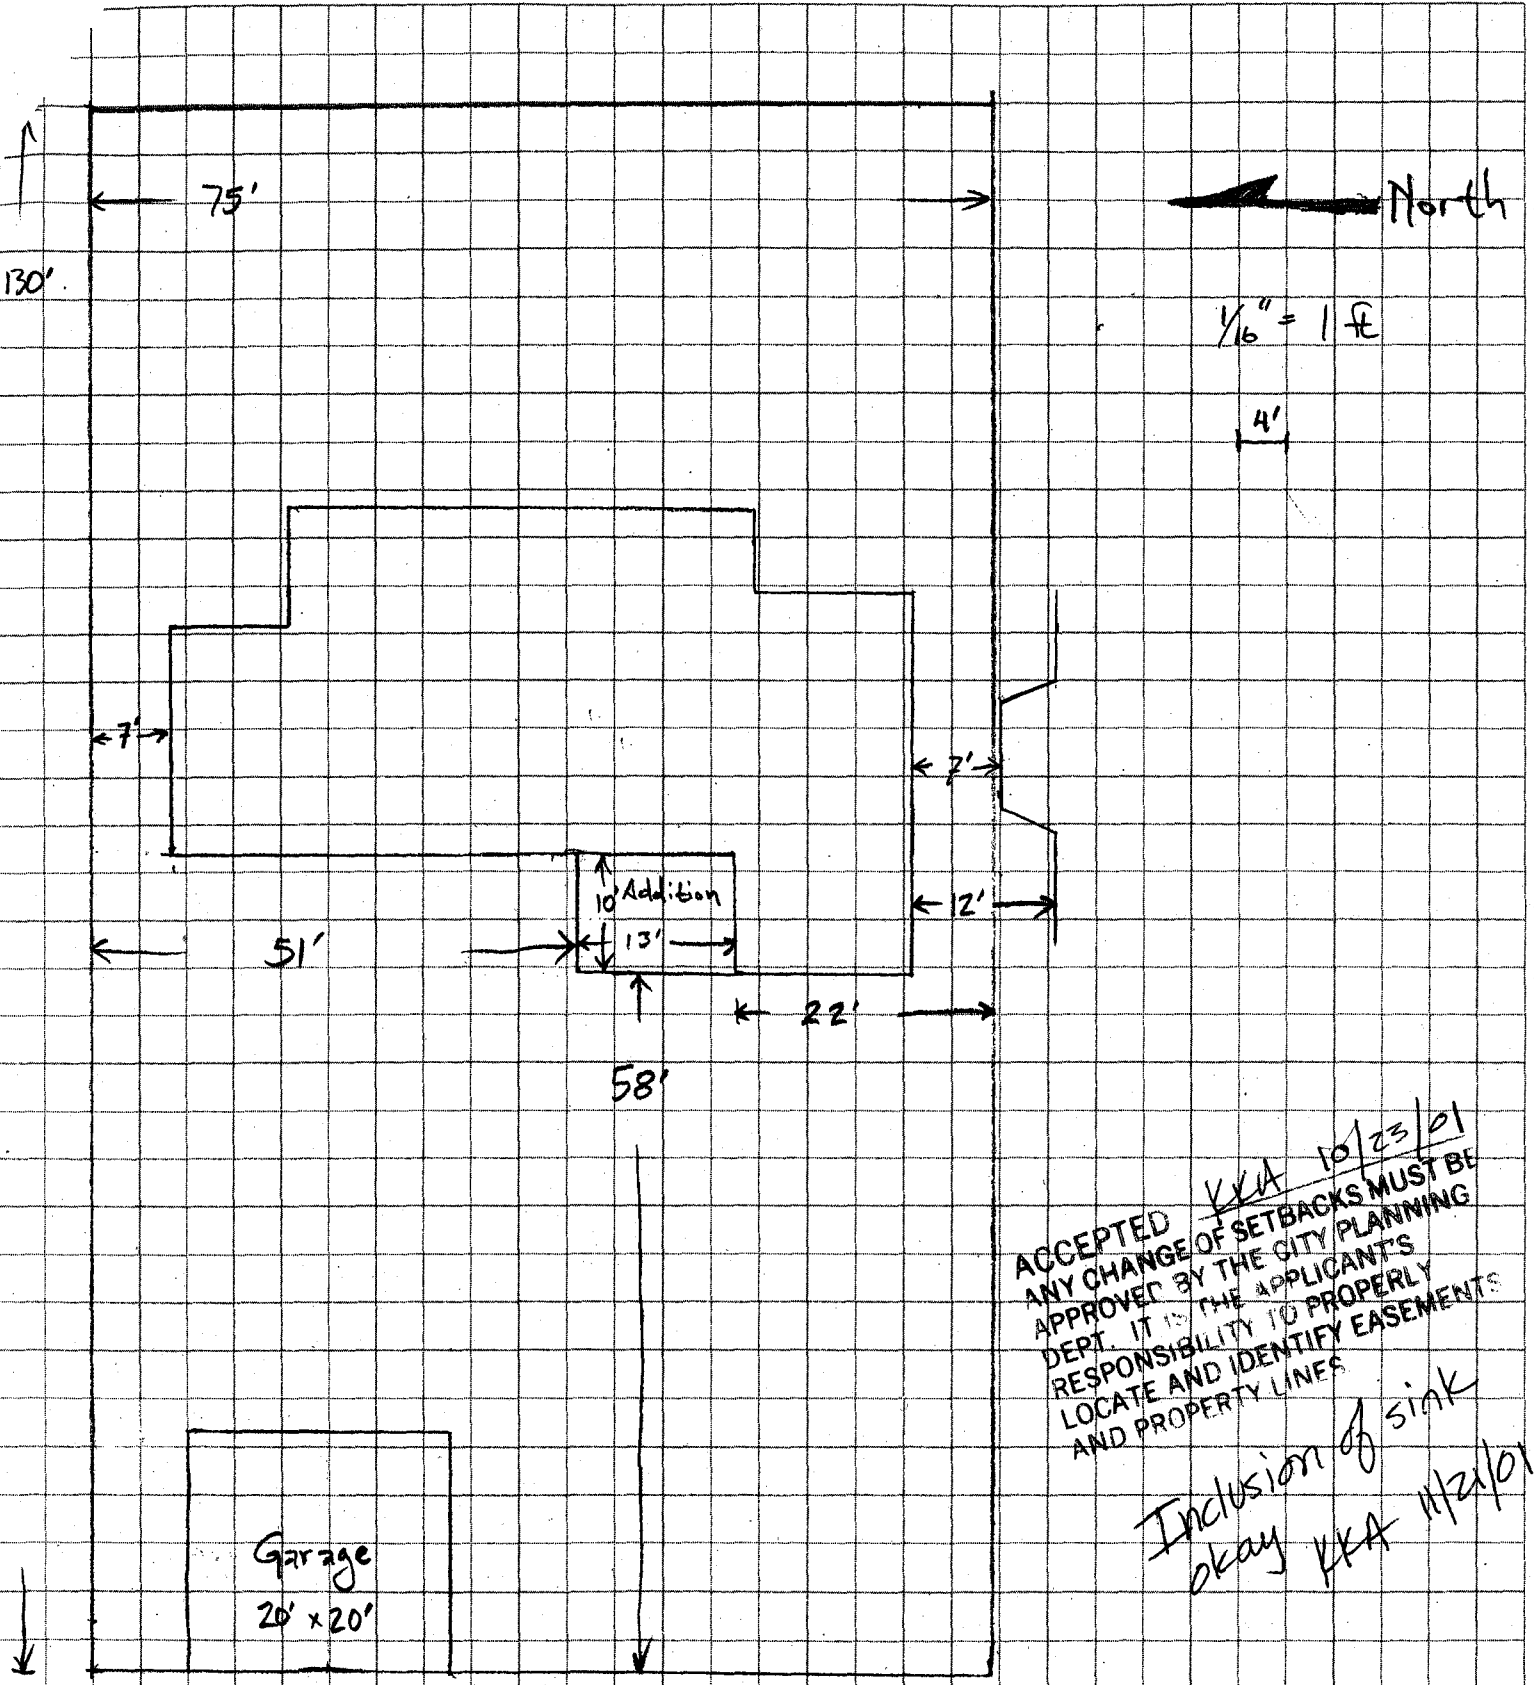 75'
North
130'
1/16" = 1 ft
4'
7'
7'
10' Addition
12'
51'
13'
22'
58'
KKA 10/23/01
ACCEPTED
ANY CHANGE OF SETBACKS MUST BE
APPROVED BY THE CITY PLANNING
DEPT. IT IS THE APPLICANT'S
RESPONSIBILITY TO PROPERLY
LOCATE AND IDENTIFY EASEMENTS
AND PROPERTY LINES
Inclusion of sink
okay KKA 11/21/01
Garage
20' x 20'